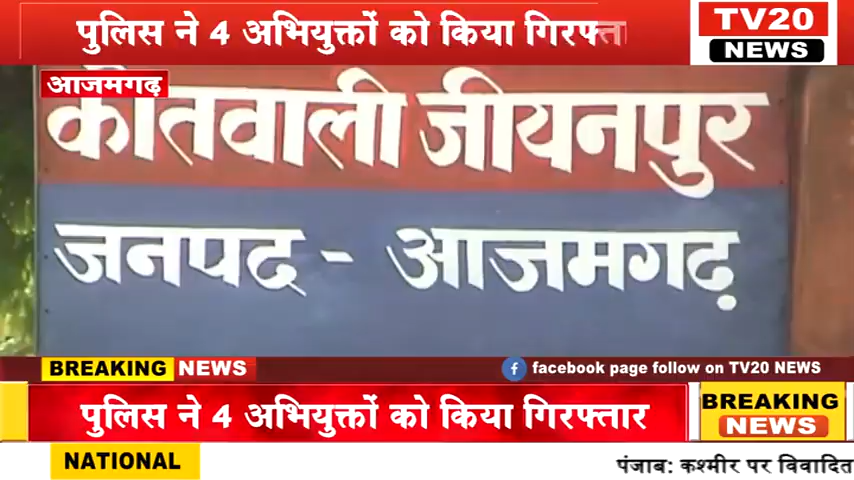 पुलिस ने 4 अभियुक्तों को किया गिरफ्ता
TV20
NEWS
आजमगढ़
कोतवाली जीयनपुर
जनपद - आजमगढ़
BREAKING NEWS
facebook page follow on TV20 NEWS
पुलिस ने 4 अभियुक्तों को किया गिरफ्तार
BREAKING
NEWS
NATIONAL
पंजाब: कश्मीर पर विवादित